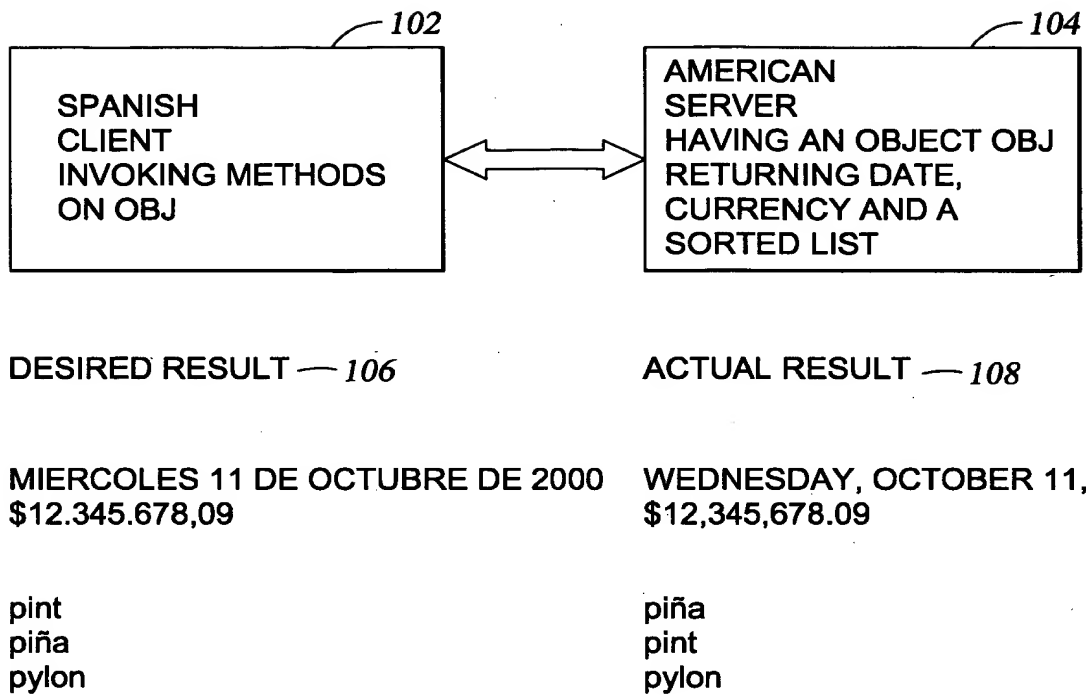 102
SPANISH
CLIENT
INVOKING METHODS
ON OBJ
104
AMERICAN
SERVER
HAVING AN OBJECT OBJ
RETURNING DATE,
CURRENCY AND A
SORTED LIST
DESIRED RESULT — 106
MIERCOLES 11 DE OCTUBRE DE 2000
$12.345.678,09
pint
piña
pylon
ACTUAL RESULT — 108
WEDNESDAY, OCTOBER 11,
$12,345,678.09
piña
pint
pylon